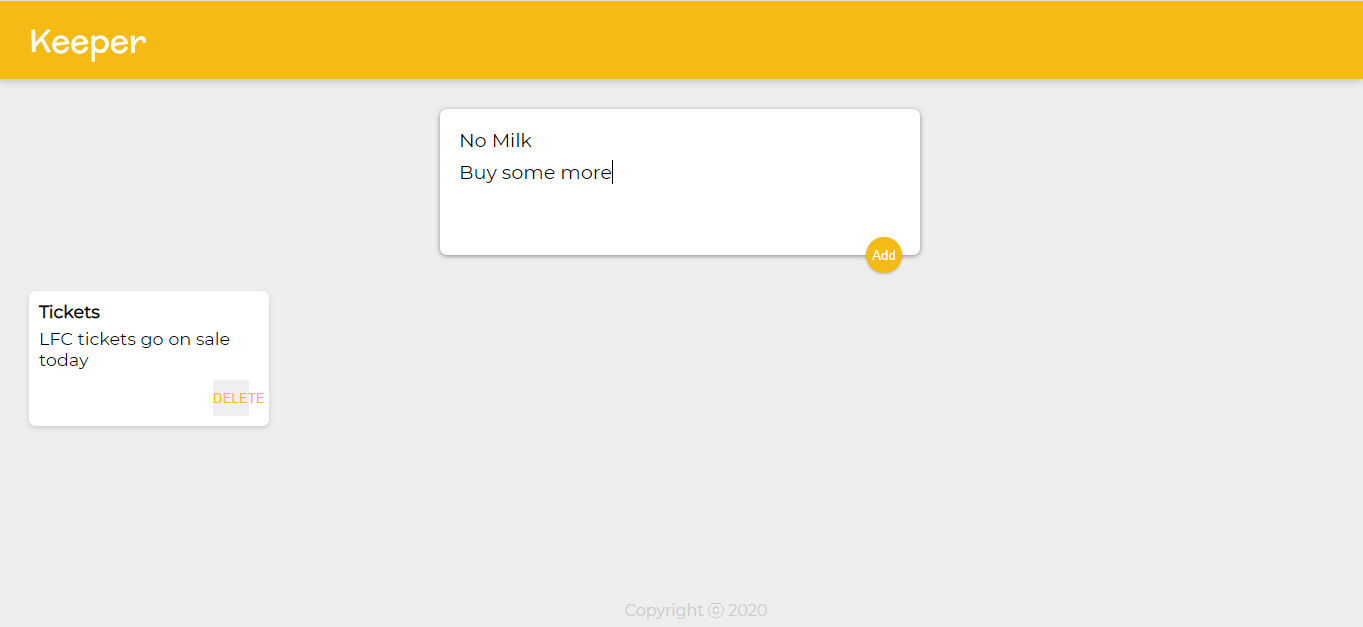 Keeper
No Milk
Buy some more
Add
Tickets
LFC tickets go on sale
today
DELETE
Copyright ⓒ 2020